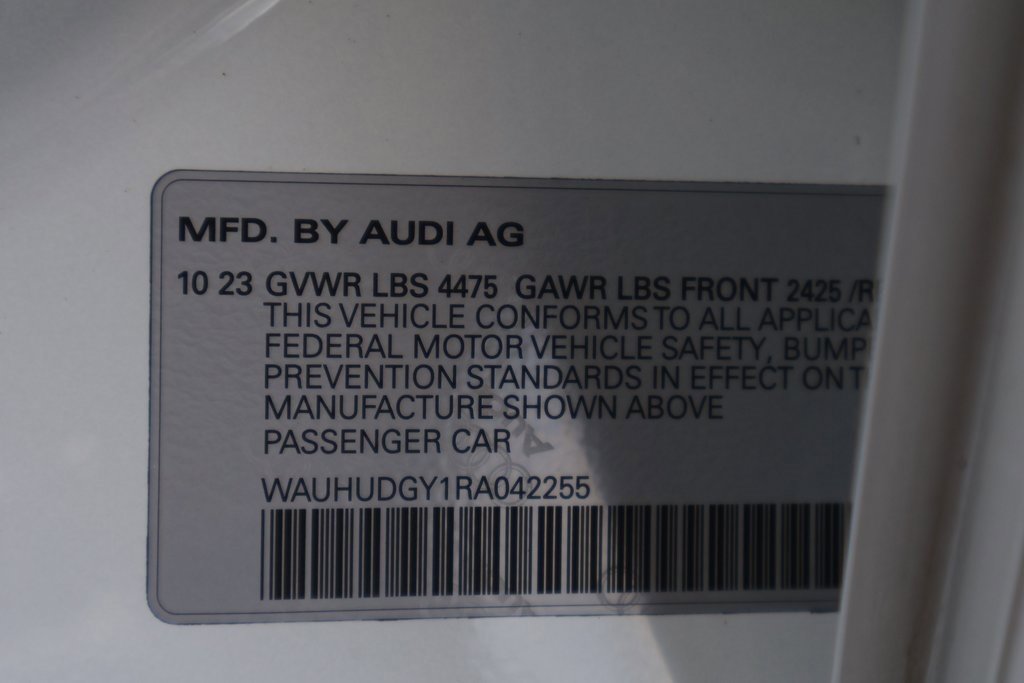 MFD. BY AUDI AG
10 23 GVWR LBS 4475 GAWR LBS FRONT 2425 /R
THIS VEHICLE CONFORMS TO ALL APPLICA
FEDERAL MOTOR VEHICLE SAFETY, BUMP
PREVENTION STANDARDS IN EFFECT ON T
MANUFACTURE SHOWN ABOVE
PASSENGER CAR
WAUHUDGY1RA042255